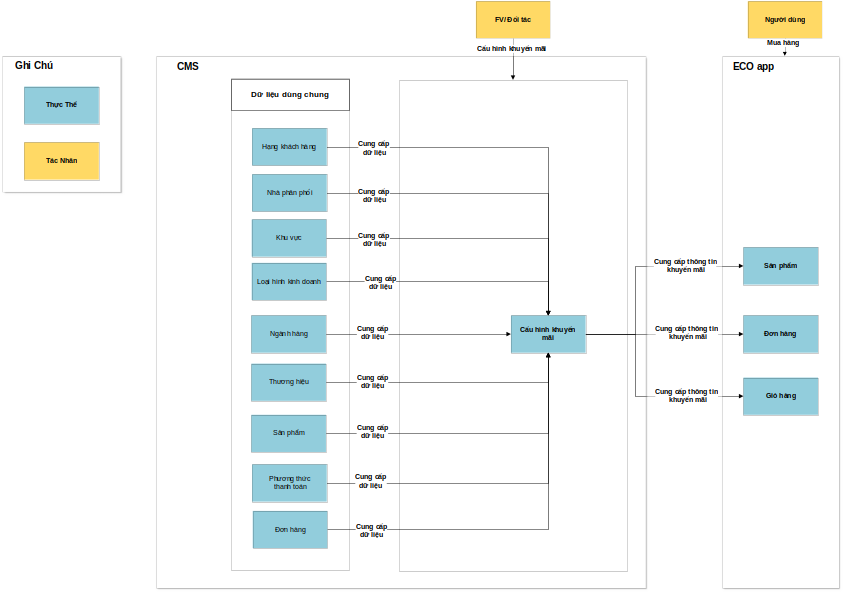 FV/Đối tác
Người dùng
Cấu hình khuyến mãi
Mua hàng
Ghi Chú
Thực Thể
Tác Nhân
CMS
ECO app
Dữ liệu dùng chung
Hạng khách hàng
Cung cấp
dữ liệu
Nhà phân phối
Cung cấp
dữ liệu
Khu vực
Cung cấp
dữ liệu
Loại hình kinh doanh
Cung cấp
dữ liệu
Ngành hàng
Cung cấp
dữ liệu
Thương hiệu
Cung cấp
dữ liệu
Sản phẩm
Cung cấp
dữ liệu
Phương thức
thanh toán
Cung cấp
dữ liệu
Đơn hàng
Cung cấp
dữ liệu
Cấu hình khuyến
mãi
Cung cấp thông tin
khuyến mãi
Sản phẩm
Cung cấp thông tin
khuyến mãi
Đơn hàng
Cung cấp thông tin
khuyến mãi
Giỏ hàng